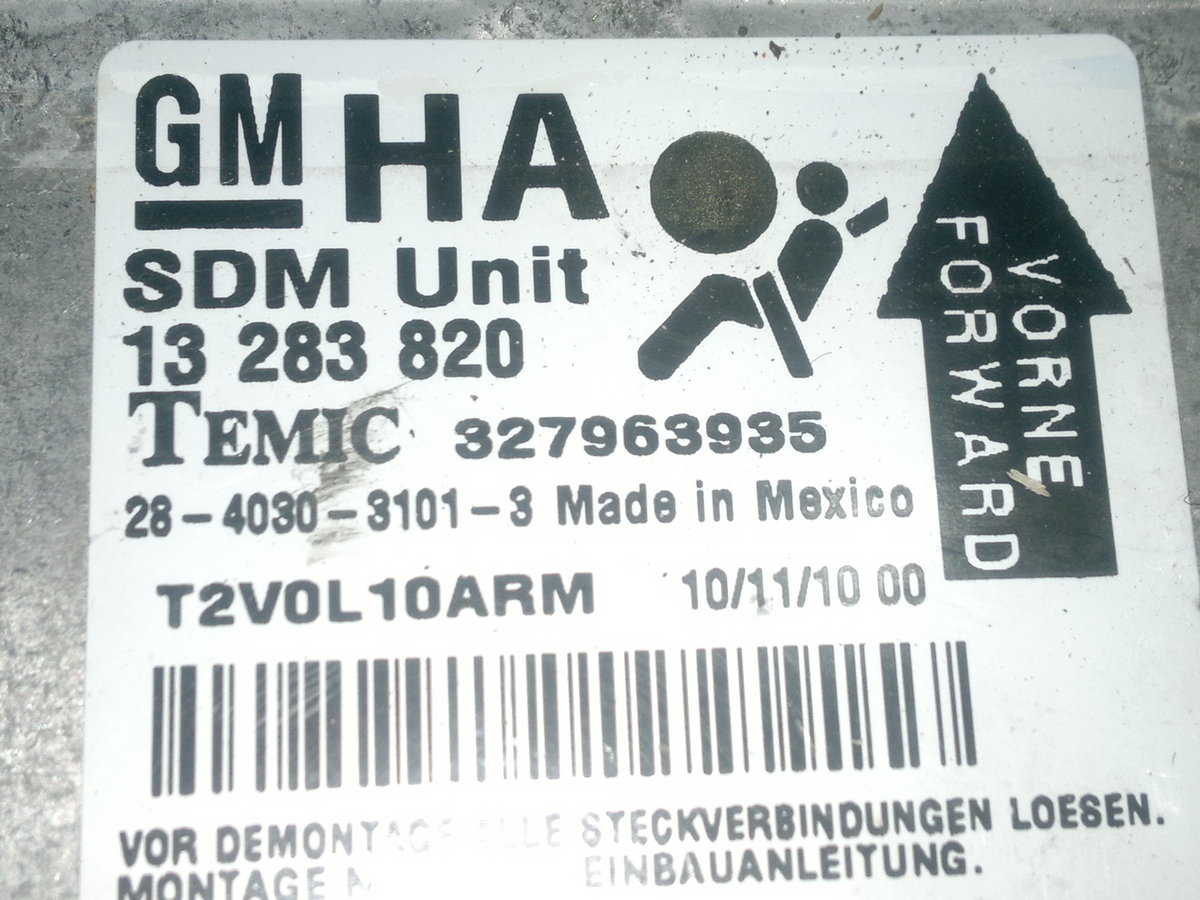 GM HA
SDM Unit
13 283 820
TEMIC 327963935
28-4030-3101-3 Made in Mexico
T2V0L10ARM 10/11/10 00
VORNE
FORWARD
VOR DEMONTAGE ALLE STECKVERBINDUNGEN LOESEN.
MONTAGE EINBAUANLEITUNG.